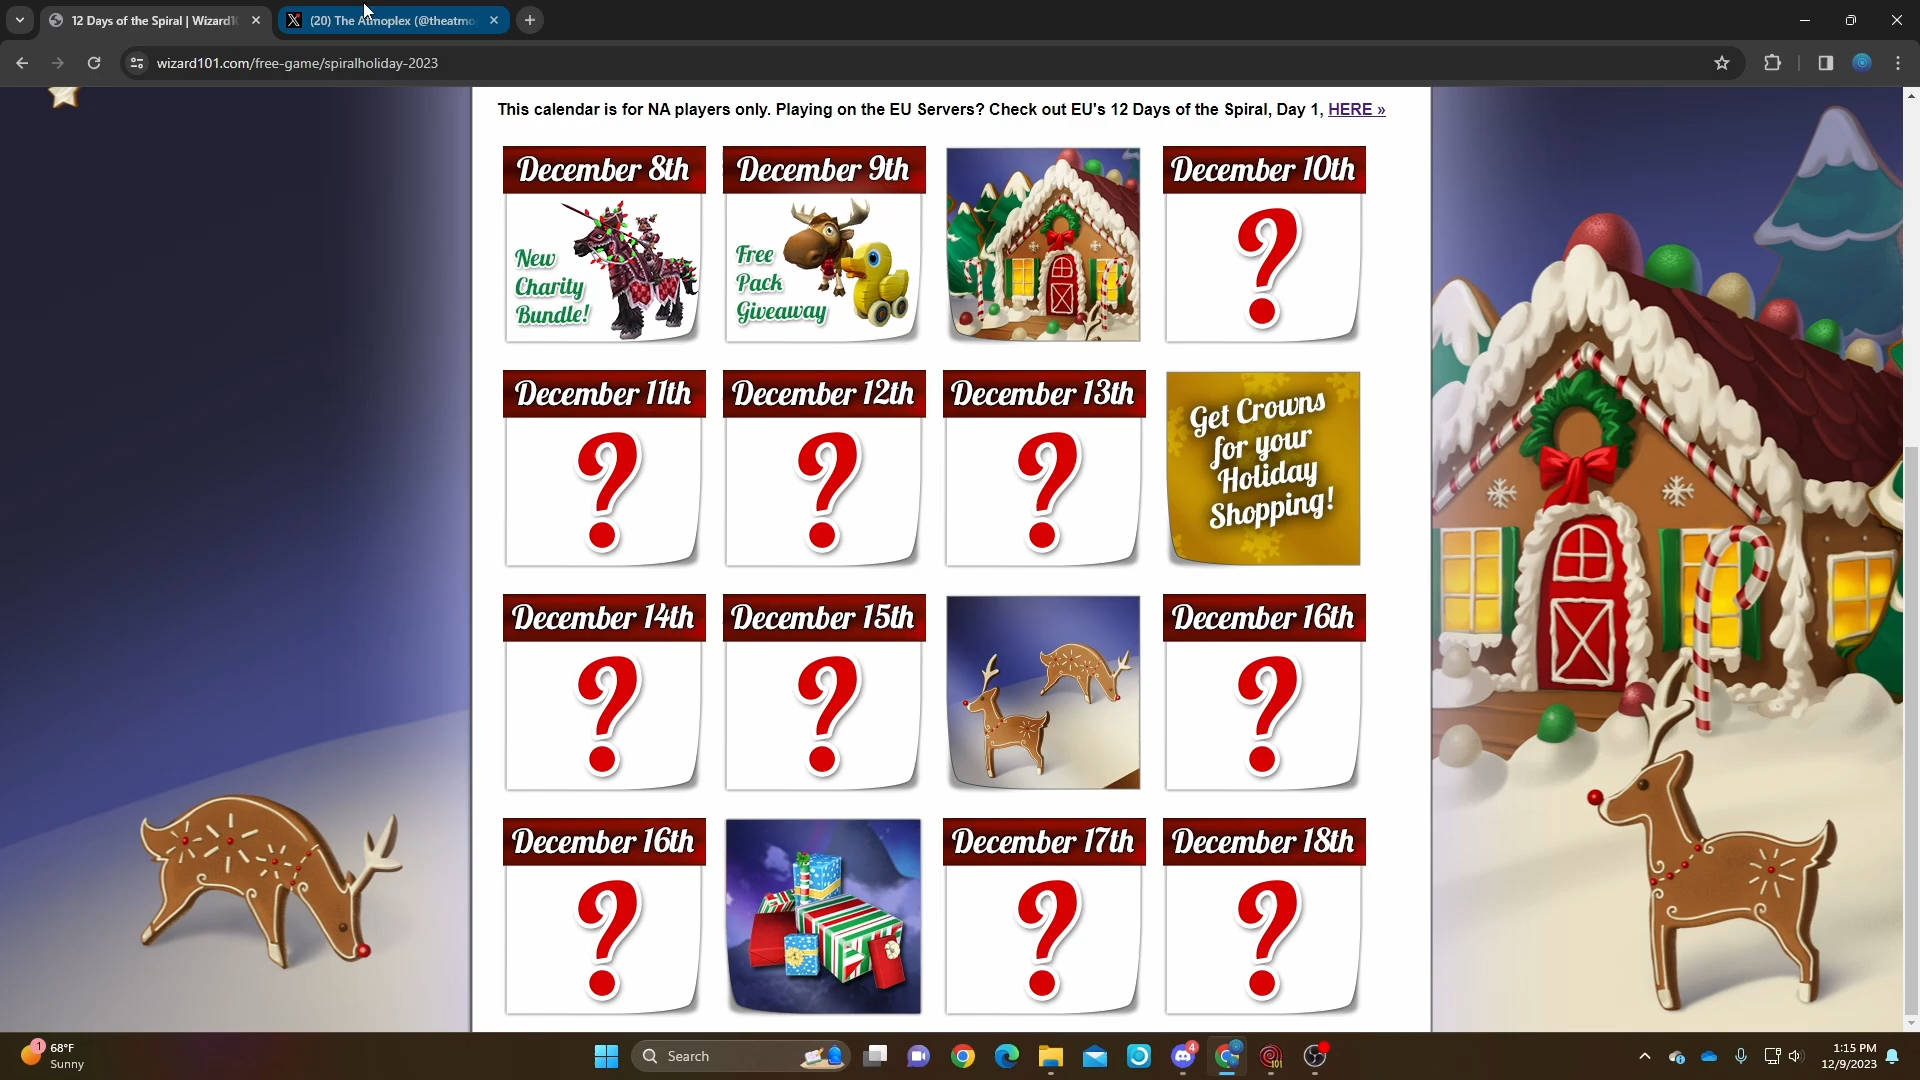 12 Days of the Spiral | Wizard1
(20) The Atmoplex (@theatmo
wizard101.com/free-game/spiralholiday-2023
This calendar is for NA players only. Playing on the EU Servers? Check out EU's 12 Days of the Spiral, Day 1, HERE »
December 8th
New
Charity
Bundle!
December 9th
Free
Pack
Giveaway
December 10th
?
December 11th
?
December 12th
?
December 13th
?
Get Crowns
for your
Holiday
Shopping!
December 14th
?
December 15th
?
December 16th
?
December 16th
?
December 17th
?
December 18th
?
1
68°F
Sunny
Search
4
101
1:15 PM
12/9/2023